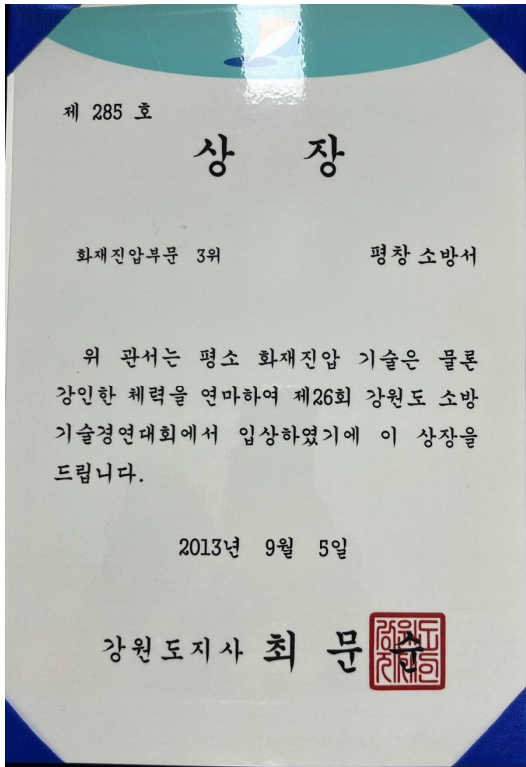 제 285 호
상 장
화재진압부문 3위 평창 소방서
위 관서는 평소 화재진압 기술은 물론
강인한 체력을 연마하여 제26회 강원도 소방
기술경연대회에서 입상하였기에 이 상장을
드립니다.
2013년 9월 5일
강원도지사 최 문 순